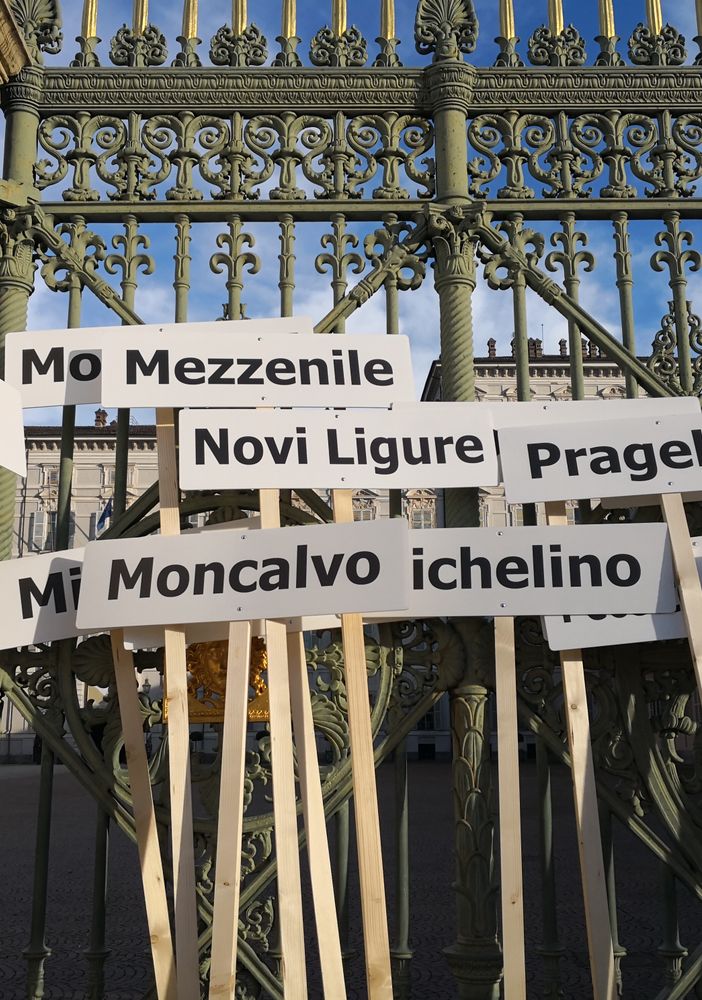 Mo
Mezzenile
Novi Ligure
Pragel
Mi
Moncalvo
ichelino